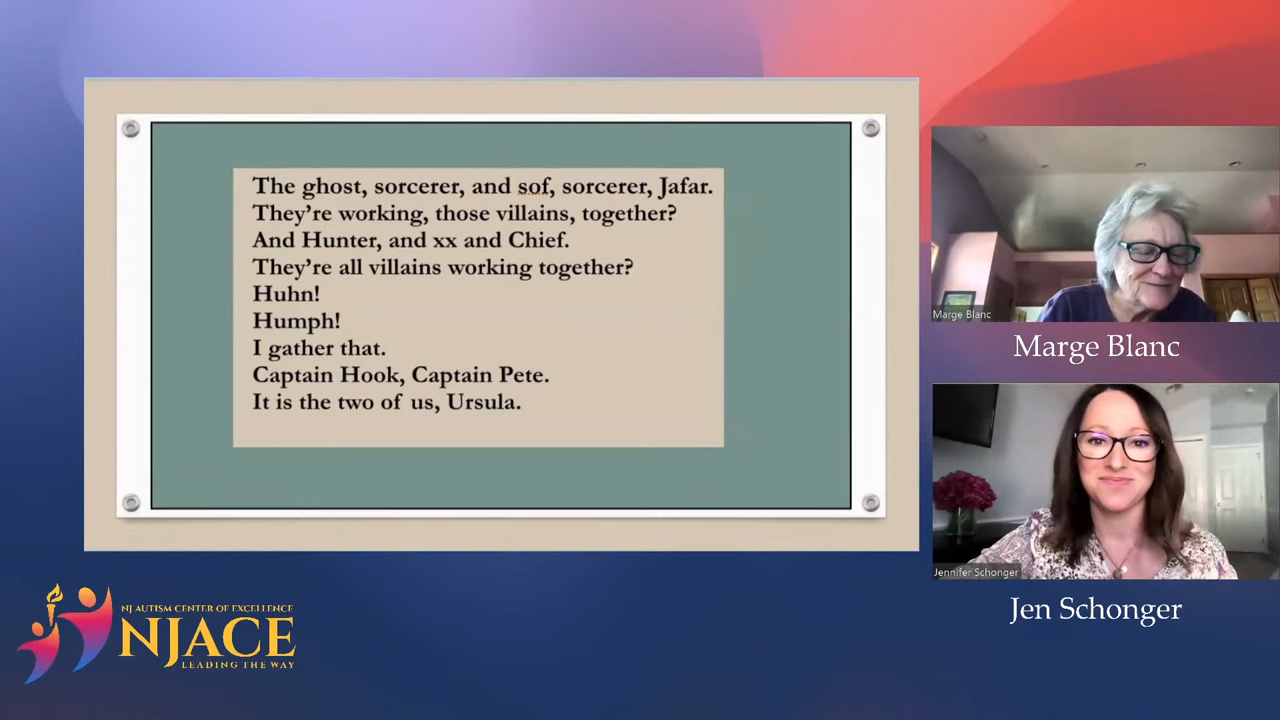 The ghost, sorcerer, and sof, sorcerer, Jafar.
They're working, those villains, together?
And Hunter, and xx and Chief.
They're all villains working together?
Huhn!
Humph!
I gather that.
Captain Hook, Captain Pete.
It is the two of us, Ursula.
Marge Blanc
Marge Blanc
Jennifer Schonger
Jen Schonger
NJ AUTISM CENTER OF EXCELLENCE
NJACE
LEADING THE WAY